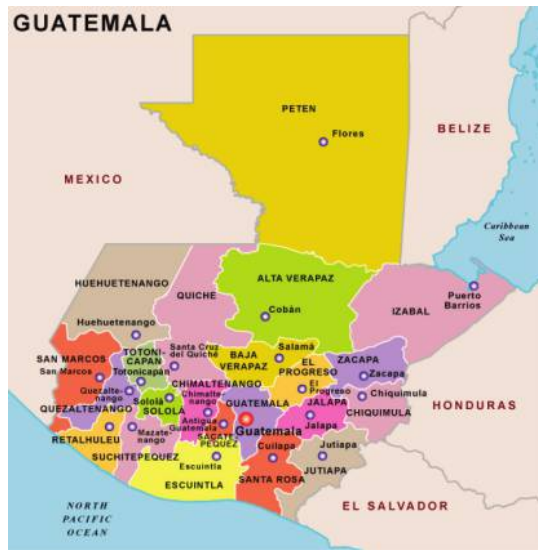 GUATEMALA
PETEN
Flores
BELIZE
MEXICO
Caribbean
Sea
HUEHUETENANGO
QUICHE
ALTA VERAPAZ
Cobán
IZABAL
Puerto
Barrios
Huehuetenango
SAN MARCOS
San Marcos
TOTONI-
CAPAN
Totonicapán
Santa Cruz
del Quiché
BAJA
VERAPAZ
Salamá
EL
PROGRESO
El
Progreso
ZACAPA
Zacapa
Quezalte-
nango
QUEZALTENANGO
Sololá
SOLOLA
CHIMALTENANGO
Chimalte-
nango
Antigua
Guatemala
GUATEMALA
Guatemala
JALAPA
Jalapa
Chiquimula
CHIQUIMULA
HONDURAS
RETALHULEU
Mazate-
nango
SUCHITEPEQUEZ
SACATE-
PEQUEZ
Escuintla
ESCUINTLA
Cuilapa
SANTA ROSA
Jutiapa
JUTIAPA
EL SALVADOR
NORTH
PACIFIC
OCEAN